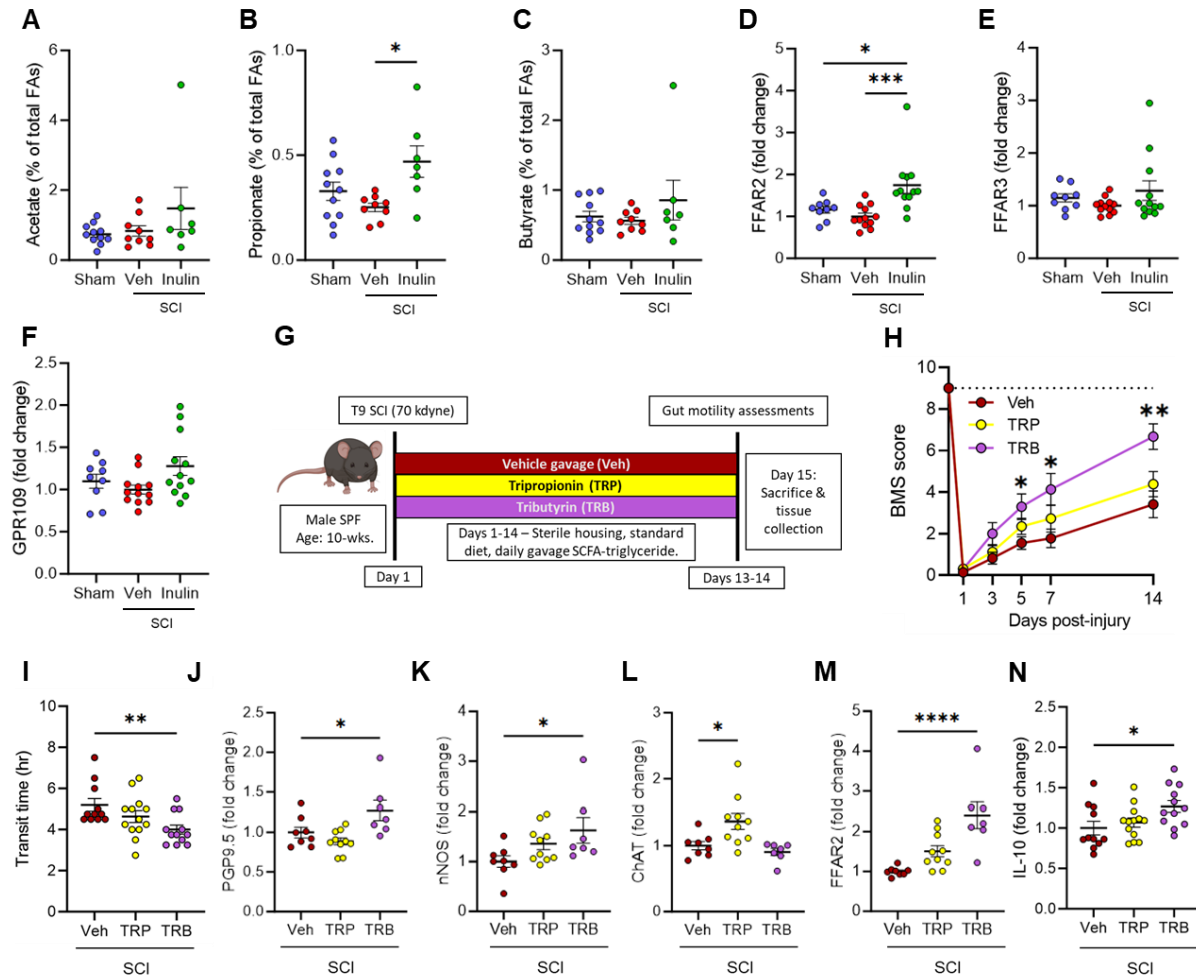 A
Acetate (% of total FAs)
6
4
2
0
Sham Veh Inulin
SCI
B
Propionate (% of total FAs)
1.0
0.5
0.0
*
Sham Veh Inulin
SCI
C
Butyrate (% of total FAs)
3
2
1
0
Sham Veh Inulin
SCI
D
FFAR2 (fold change)
5
4
3
2
1
0
*
***
Sham Veh Inulin
SCI
E
FFAR3 (fold change)
3
2
1
0
Sham Veh Inulin
SCI
F
GPR109 (fold change)
2.5
2.0
1.5
1.0
0.5
0.0
Sham Veh Inulin
SCI
G
T9 SCI (70 kdyne)
Gut motility assessments
Vehicle gavage (Veh)
Tripropionin (TRP)
Tributyrin (TRB)
Male SPF
Age: 10-wks.
Days 1-14 – Sterile housing, standard
diet, daily gavage SCFA-triglyceride.
Day 15:
Sacrifice &
tissue
collection
Day 1
Days 13-14
H
BMS score
10
8
6
4
2
0
Veh
TRP
TRB
*
*
**
1 3 5 7 14
Days post-injury
I
Transit time (hr)
10
8
6
4
2
0
**
Veh TRP TRB
SCI
J
PGP9.5 (fold change)
2.5
2.0
1.5
1.0
0.5
0.0
*
Veh TRP TRB
SCI
K
nNOS (fold change)
4
3
2
1
0
*
Veh TRP TRB
SCI
L
ChAT (fold change)
3
2
1
0
*
Veh TRP TRB
SCI
M
FFAR2 (fold change)
5
4
3
2
1
0
****
Veh TRP TRB
SCI
N
IL-10 (fold change)
2.5
2.0
1.5
1.0
0.5
0.0
*
Veh TRP TRB
SCI